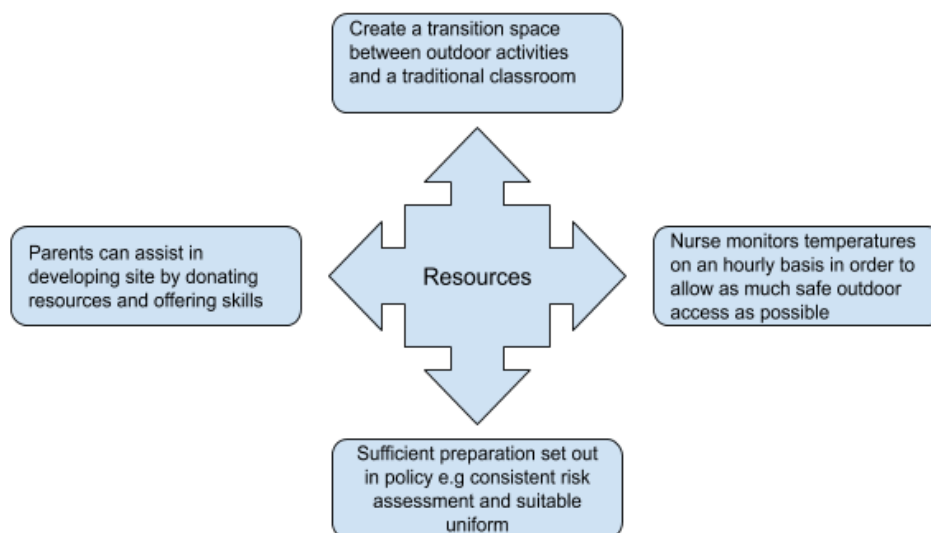 Create a transition space
between outdoor activities
and a traditional classroom
Parents can assist in
developing site by donating
resources and offering skills
Resources
Nurse monitors temperatures
on an hourly basis in order to
allow as much safe outdoor
access as possible
Sufficient preparation set out
in policy e.g consistent risk
assessment and suitable
uniform